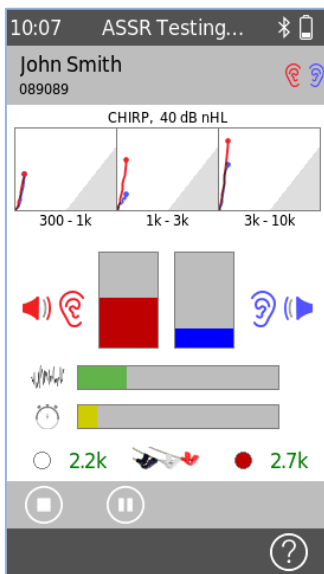 10:07 ASSR Testing...
John Smith
089089
CHIRP, 40 dB nHL
300 - 1k 1k - 3k 3k - 10k
2.2k 2.7k
?